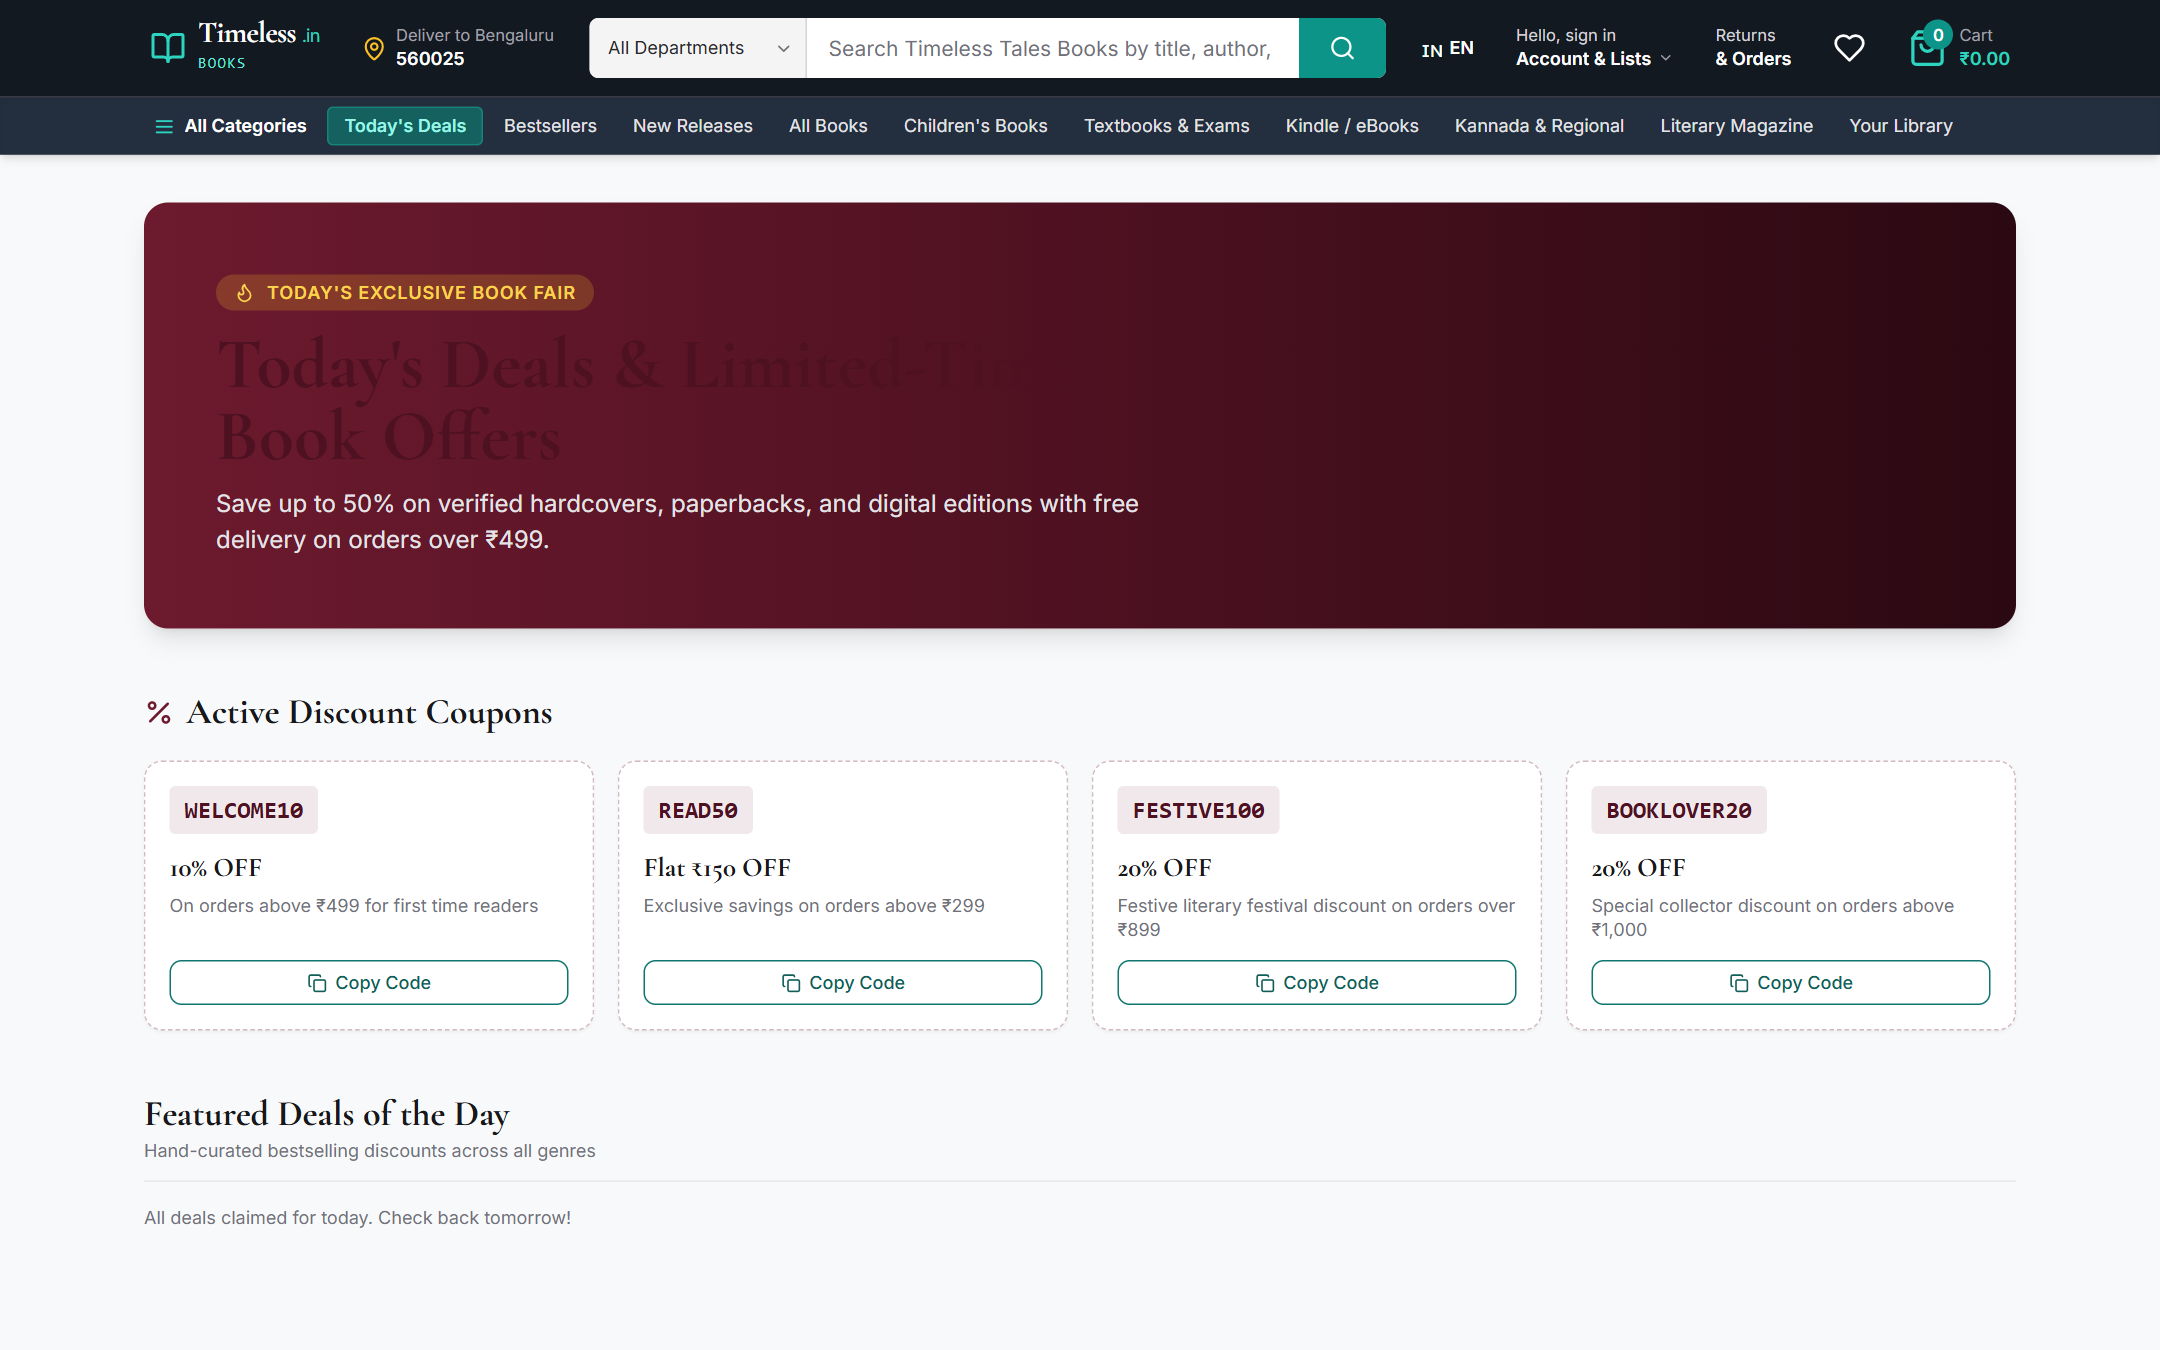 Timeless .in
BOOKS
Deliver to Bengaluru
560025
All Departments
Search Timeless Tales Books by title, author,
IN EN
Hello, sign in
Account & Lists
Returns
& Orders
0
Cart
₹0.00
All Categories
Today's Deals
Bestsellers
New Releases
All Books
Children's Books
Textbooks & Exams
Kindle / eBooks
Kannada & Regional
Literary Magazine
Your Library
TODAY'S EXCLUSIVE BOOK FAIR
Today's Deals & Limited-Tim
Book Offers
Save up to 50% on verified hardcovers, paperbacks, and digital editions with free
delivery on orders over ₹499.
Active Discount Coupons
WELCOME10
10% OFF
On orders above ₹499 for first time readers
Copy Code
READ50
Flat ₹150 OFF
Exclusive savings on orders above ₹299
Copy Code
FESTIVE100
20% OFF
Festive literary festival discount on orders over
₹899
Copy Code
BOOKLOVER20
20% OFF
Special collector discount on orders above
₹1,000
Copy Code
Featured Deals of the Day
Hand-curated bestselling discounts across all genres
All deals claimed for today. Check back tomorrow!